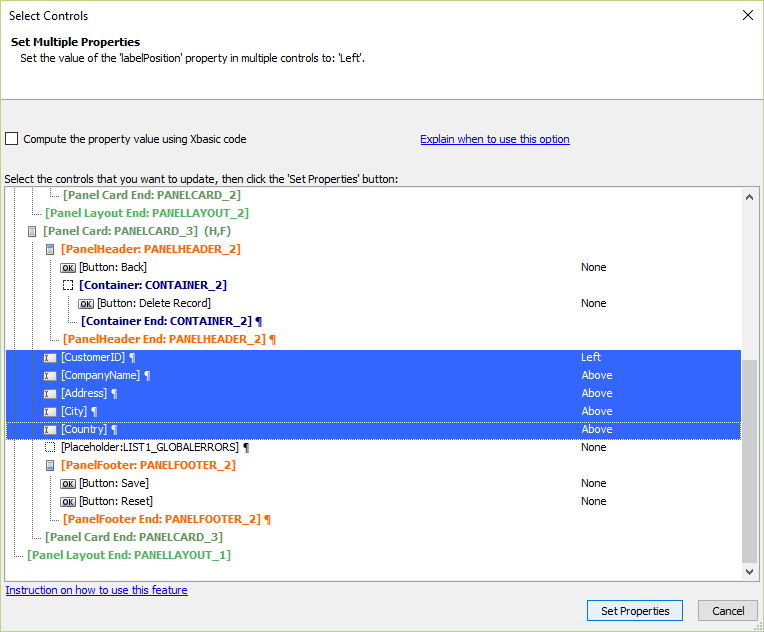 Select Controls
Set Multiple Properties
Set the value of the 'labelPosition' property in multiple controls to: 'Left'.
Compute the property value using Xbasic code Explain when to use this option
Select the controls that you want to update, then click the 'Set Properties' button:
[Panel Card End: PANELCARD_2]
[Panel Layout End: PANELLAYOUT_2]
[Panel Card: PANELCARD_3] (H,F)
[PanelHeader: PANELHEADER_2]
OK [Button: Back] None
[Container: CONTAINER_2]
OK [Button: Delete Record] None
[Container End: CONTAINER_2] ¶
[PanelHeader End: PANELHEADER_2] ¶
[CustomerID] ¶ Left
[CompanyName] ¶ Above
[Address] ¶ Above
[City] ¶ Above
[Country] ¶ Above
[Placeholder:LIST1_GLOBALERRORS] ¶ None
[PanelFooter: PANELFOOTER_2]
OK [Button: Save] None
OK [Button: Reset] None
[PanelFooter End: PANELFOOTER_2] ¶
[Panel Card End: PANELCARD_3]
[Panel Layout End: PANELLAYOUT_1]
Instruction on how to use this feature
Set Properties Cancel